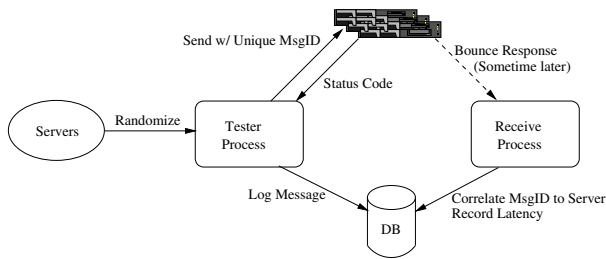 Send w/ Unique MsgID
Bounce Response
(Sometime later)
Status Code
Randomize
Servers
Tester
Process
Receive
Process
Log Message
DB
Correlate MsgID to Server
Record Latency